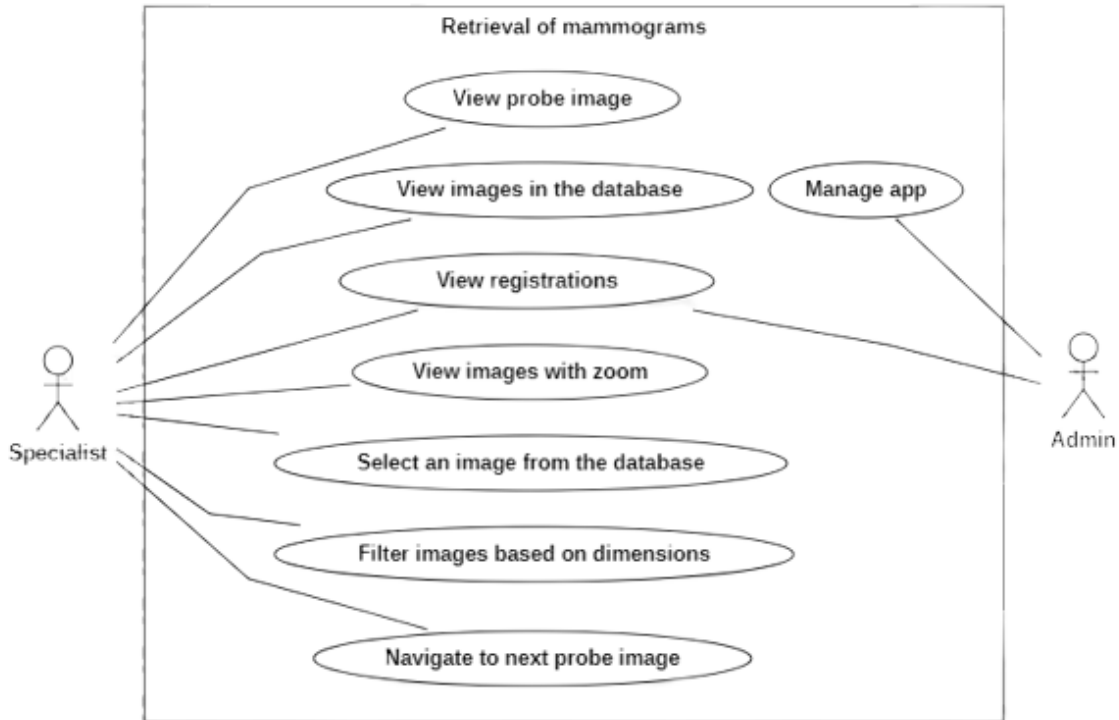 Retrieval of mammograms
View probe image
View images in the database
Manage app
View registrations
View images with zoom
Specialist
Admin
Select an image from the database
Filter images based on dimensions
Navigate to next probe image